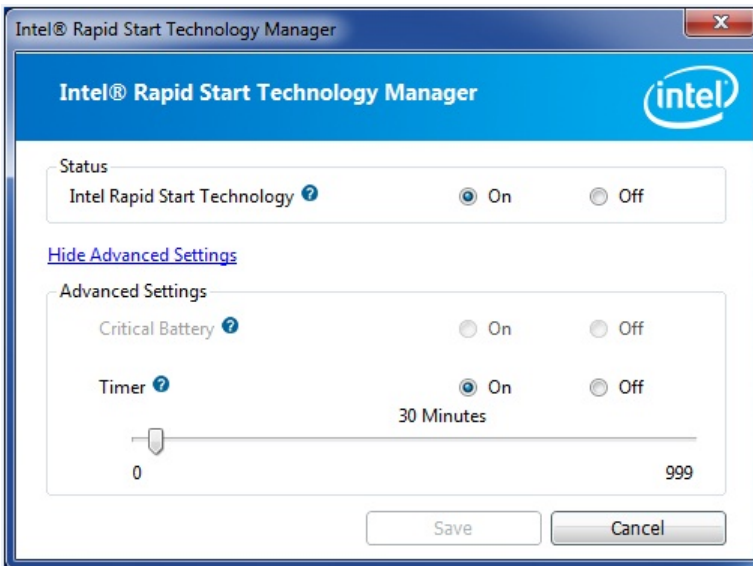 Intel® Rapid Start Technology Manager
Intel® Rapid Start Technology Manager
intel
Status
Intel Rapid Start Technology ? On Off
Hide Advanced Settings
Advanced Settings
Critical Battery ? On Off
Timer ? On Off
30 Minutes
0 999
Save Cancel